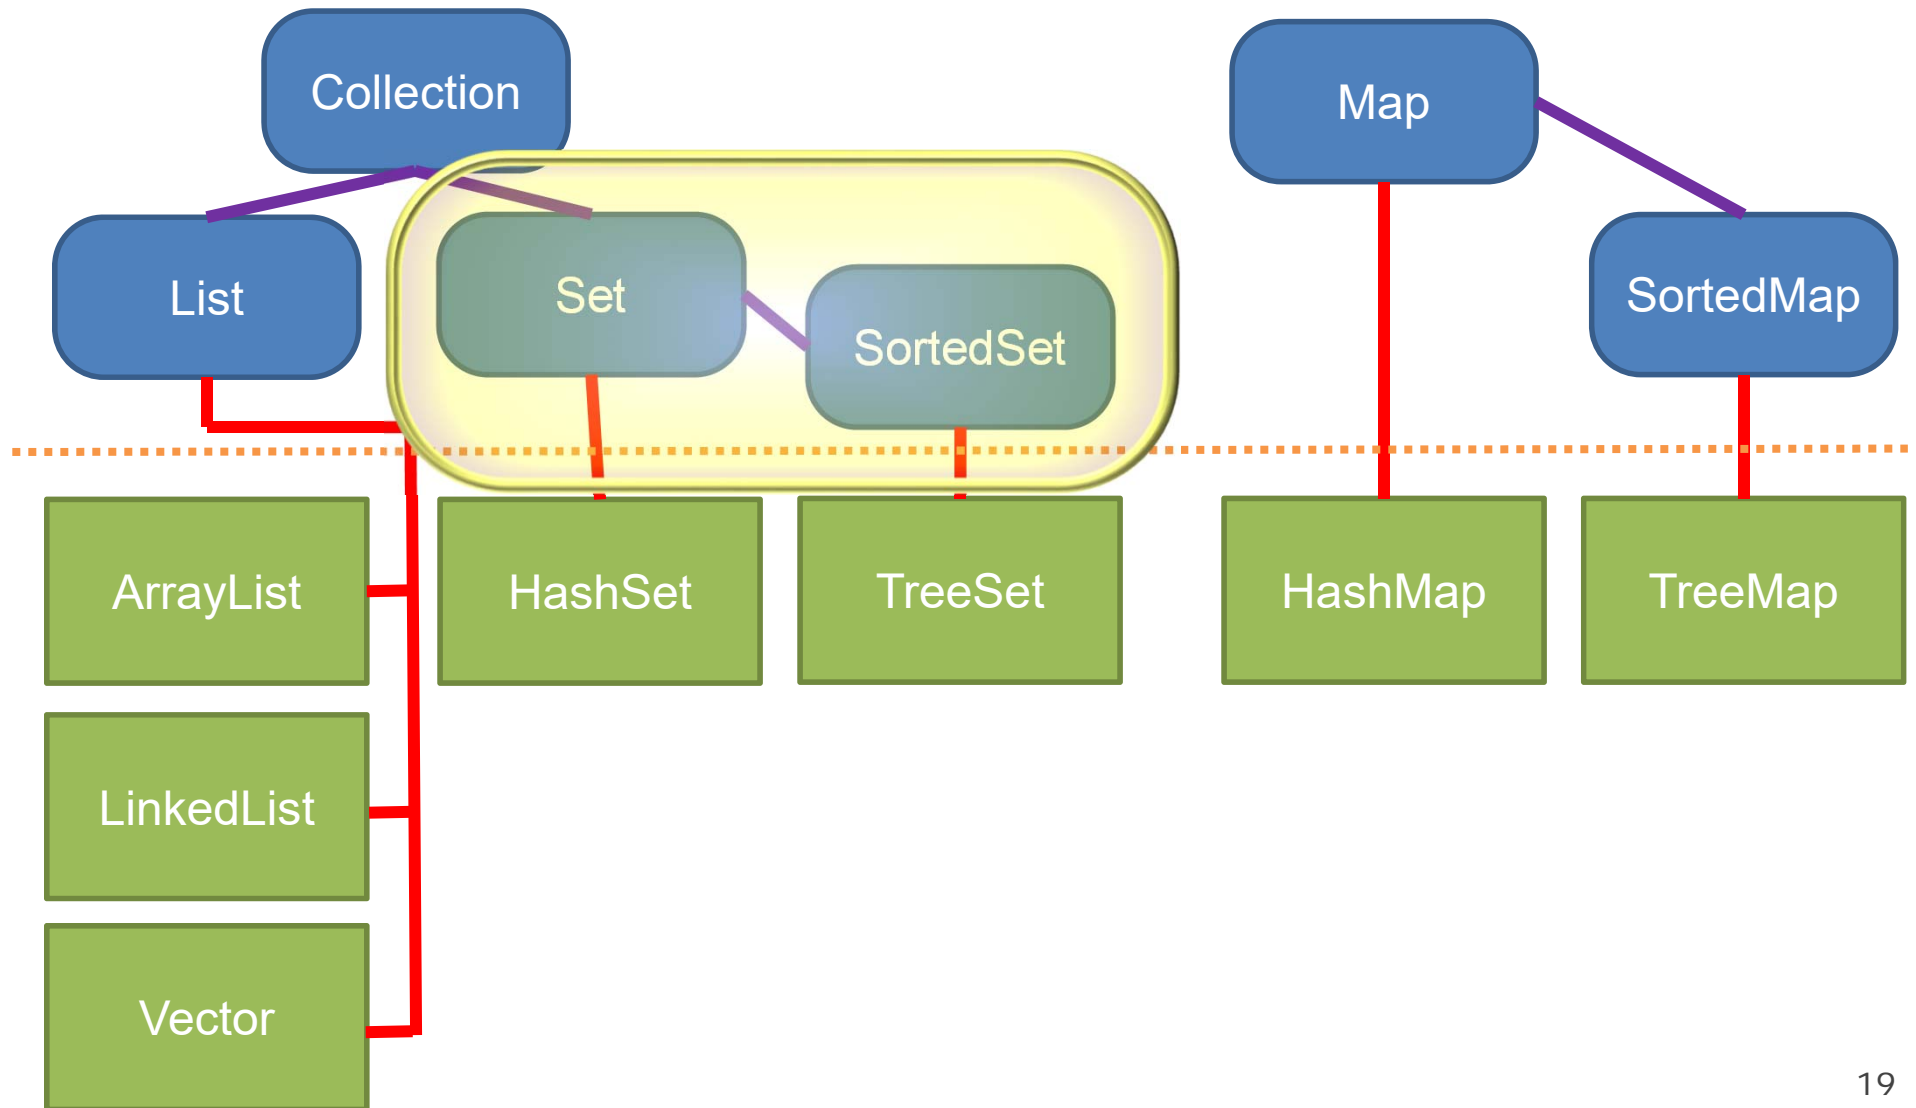 Collection
Map
List
Set
SortedSet
SortedMap
ArrayList
HashSet
TreeSet
HashMap
TreeMap
LinkedList
Vector
19